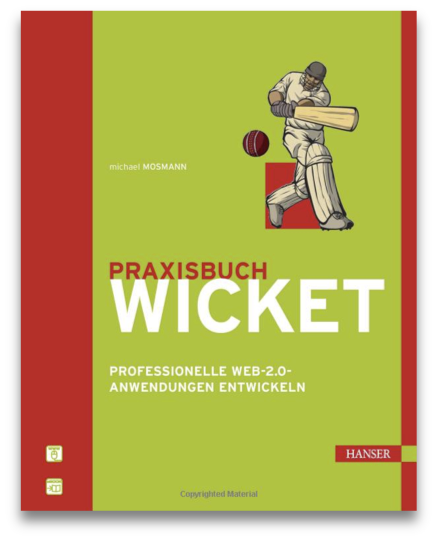 michael MOSMANN
PRAXISBUCH
WICKET
PROFESSIONELLE WEB-2.0-
ANWENDUNGEN ENTWICKELN
HANSER
Copyrighted Material